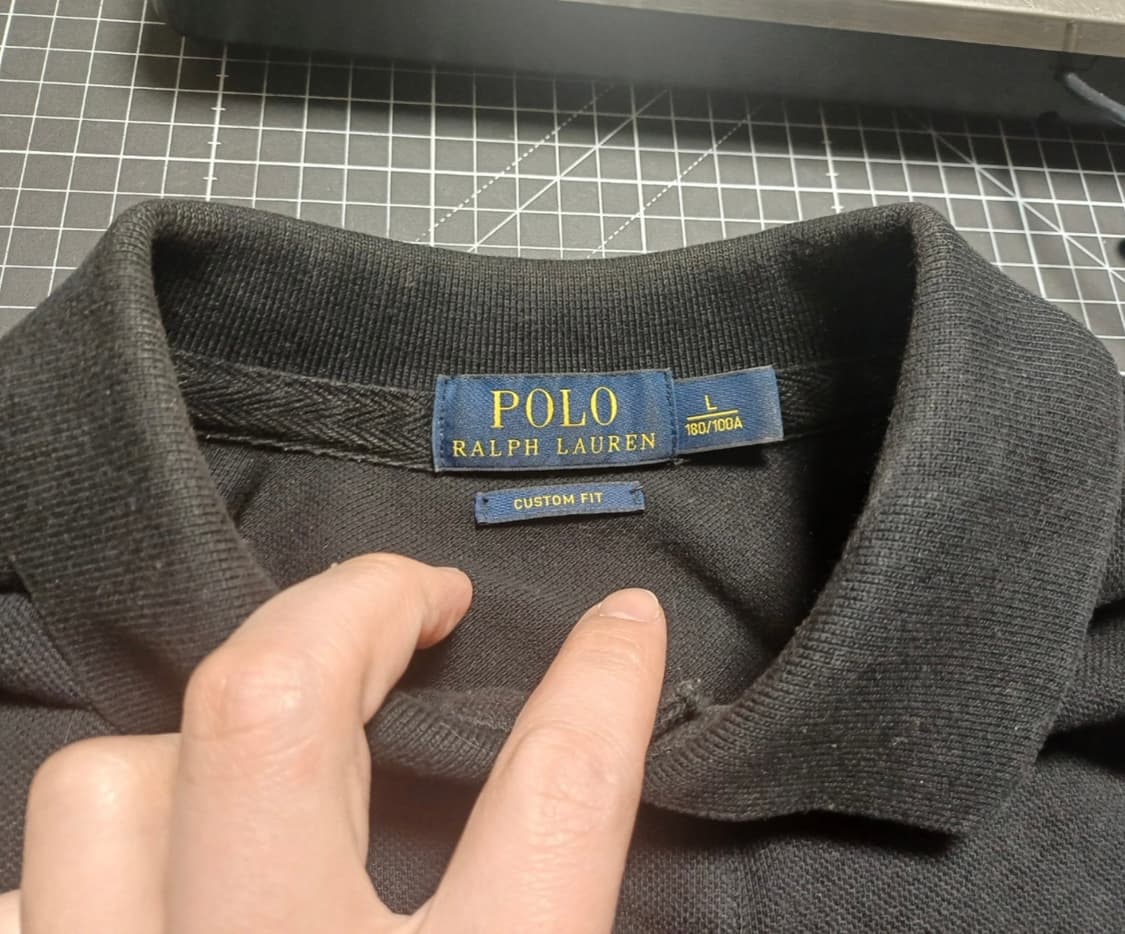 POLO
RALPH LAUREN
L
180/100A
CUSTOM FIT